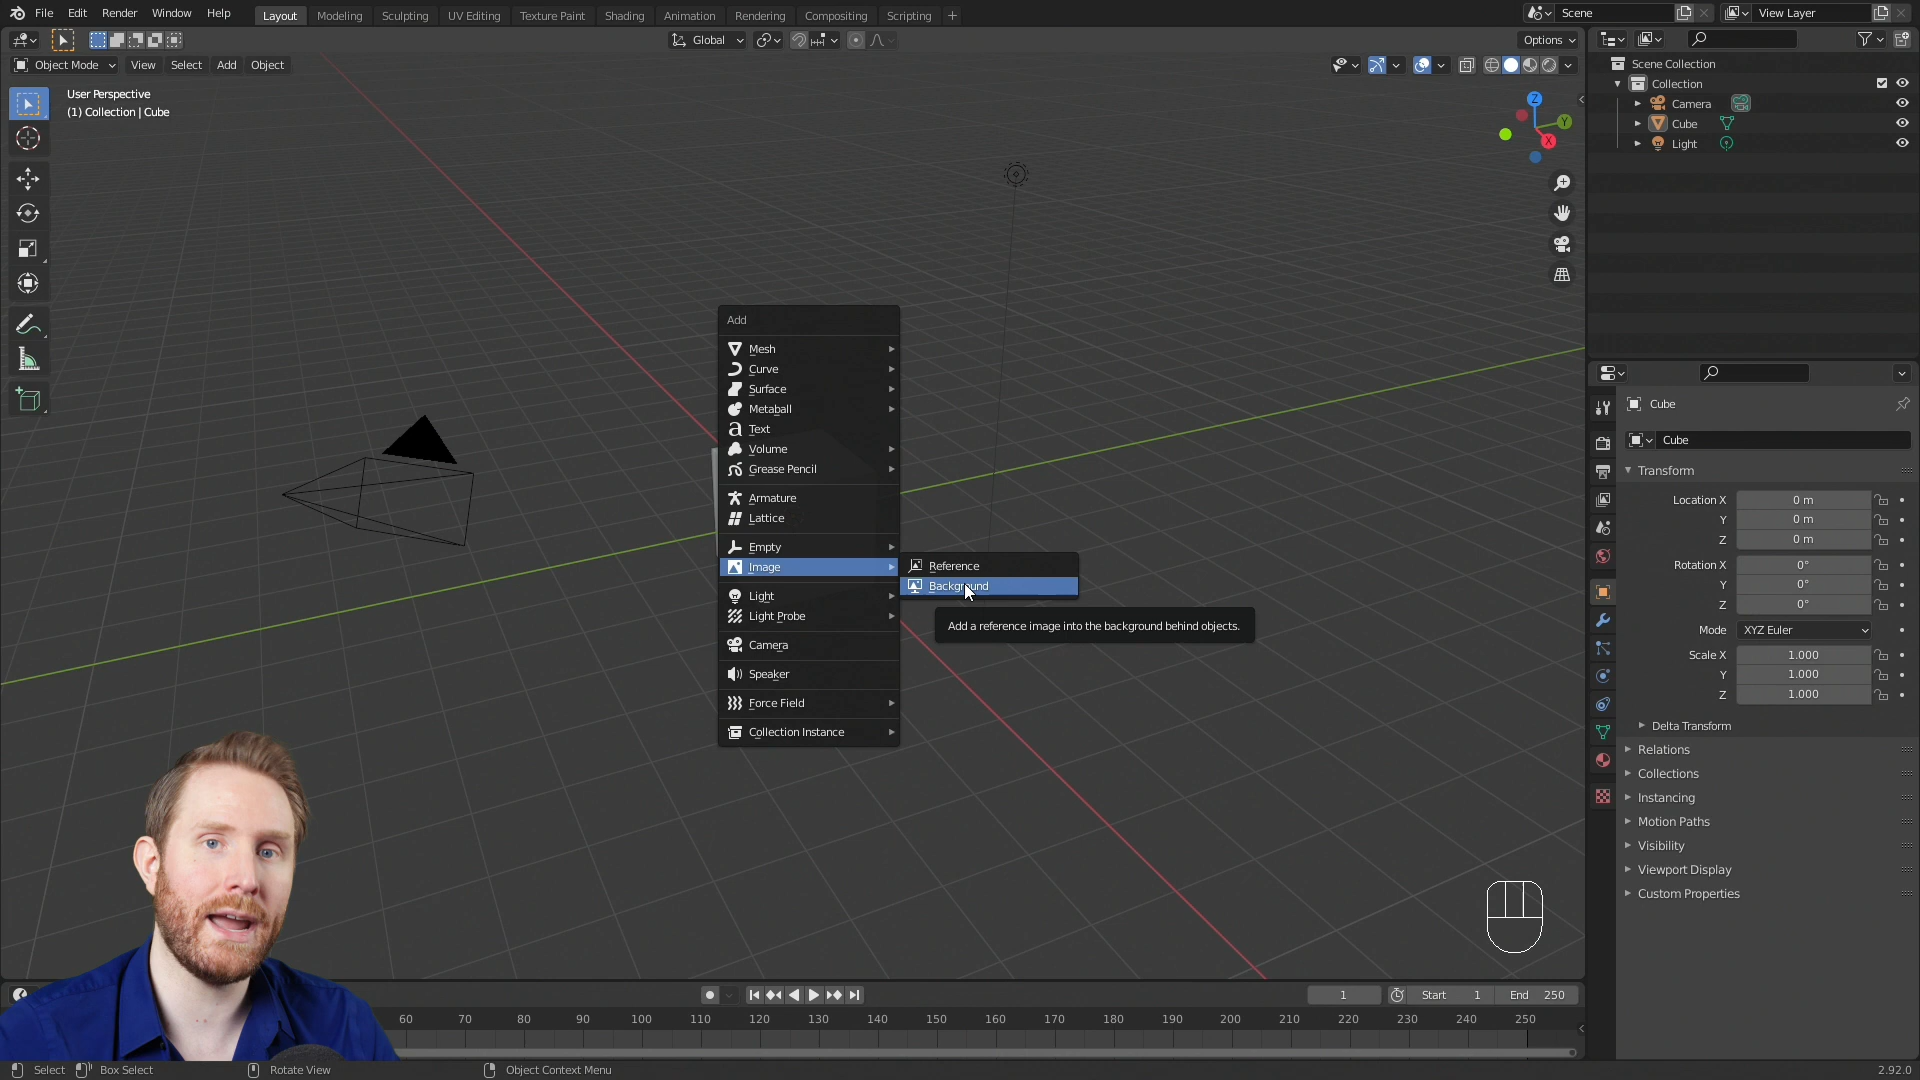 File Edit Render Window Help
Layout Modeling Sculpting UV Editing Texture Paint Shading Animation Rendering Compositing Scripting +
Scene
View Layer
Global
Options
Object Mode View Select Add Object
User Perspective
(1) Collection | Cube
Z
Y
X
Scene Collection
Collection
Camera
Cube
Light
Add
Mesh
Curve
Surface
Metaball
Text
Volume
Grease Pencil
Armature
Lattice
Empty
Image
Light
Light Probe
Camera
Speaker
Force Field
Collection Instance
Reference
Background
Add a reference image into the background behind objects.
Cube
Cube
Transform
Location X 0 m
Y 0 m
Z 0 m
Rotation X 0°
Y 0°
Z 0°
Mode XYZ Euler
Scale X 1.000
Y 1.000
Z 1.000
Delta Transform
Relations
Collections
Instancing
Motion Paths
Visibility
Viewport Display
Custom Properties
1 Start 1 End 250
60 70 80 90 100 110 120 130 140 150 160 170 180 190 200 210 220 230 240 250
Select Box Select Rotate View Object Context Menu 2.92.0